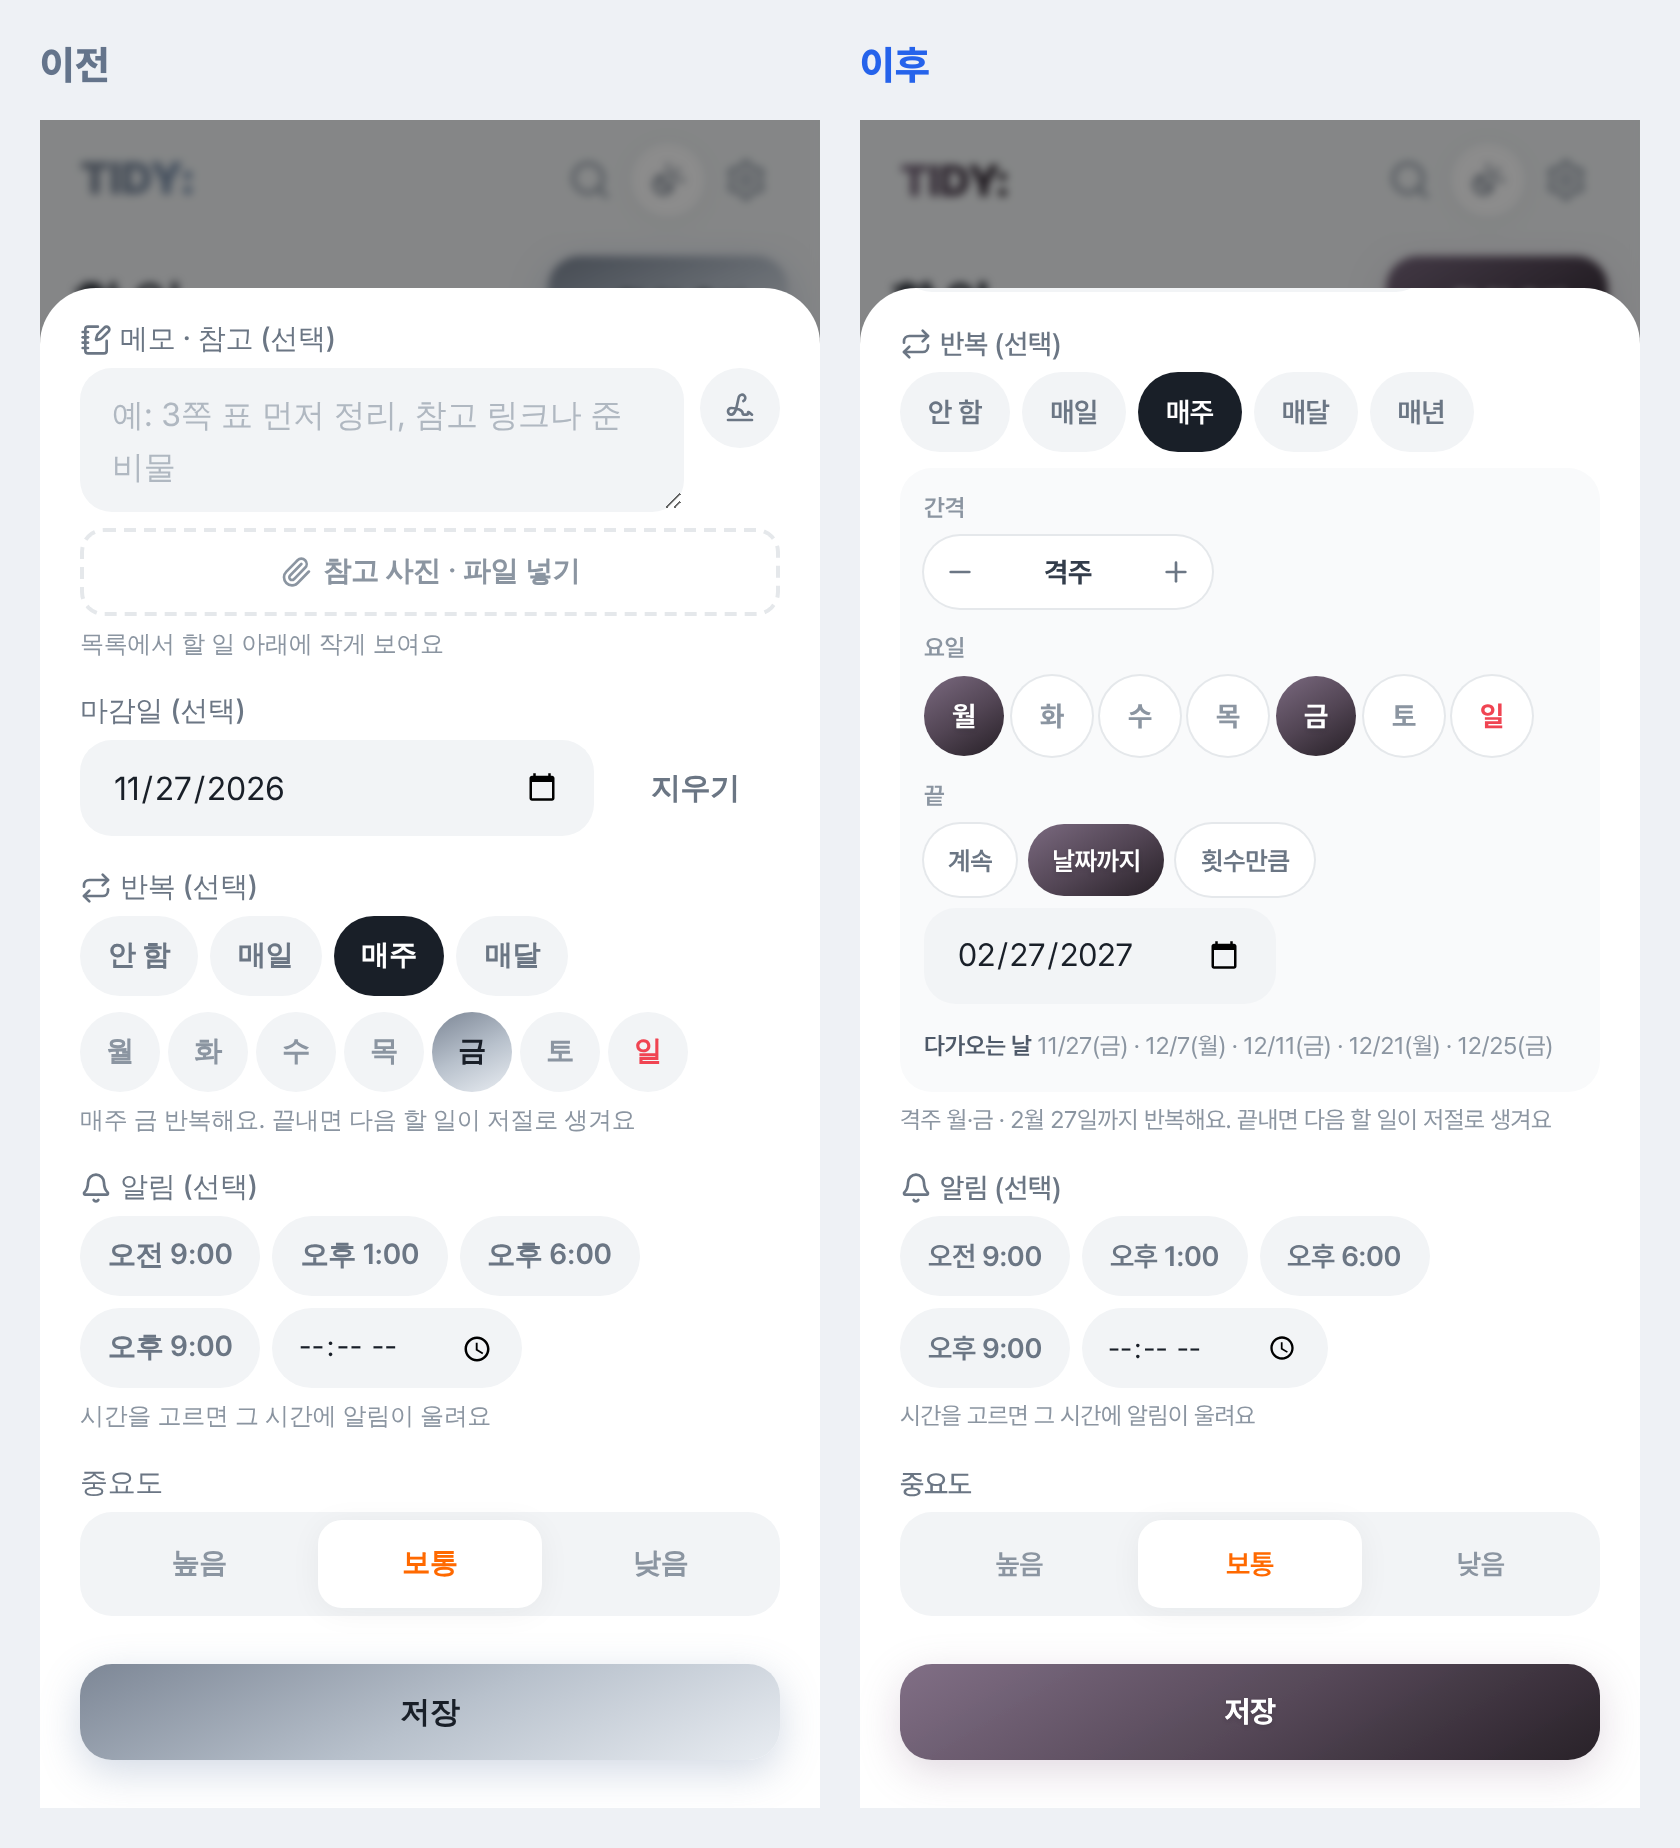 이전
TIDY:
메모 · 참고 (선택)
예: 3쪽 표 먼저 정리, 참고 링크나 준
비물
참고 사진 · 파일 넣기
목록에서 할 일 아래에 작게 보여요
마감일 (선택)
11/27/2026
지우기
반복 (선택)
안 함 매일 매주 매달
월 화 수 목 금 토 일
매주 금 반복해요. 끝내면 다음 할 일이 저절로 생겨요
알림 (선택)
오전 9:00 오후 1:00 오후 6:00
오후 9:00 --:-- --
시간을 고르면 그 시간에 알림이 울려요
중요도
높음 보통 낮음
저장
이후
TIDY:
반복 (선택)
안 함 매일 매주 매달 매년
간격
격주
요일
월 화 수 목 금 토 일
끝
계속 날짜까지 횟수만큼
02/27/2027
다가오는 날 11/27(금) · 12/7(월) · 12/11(금) · 12/21(월) · 12/25(금)
격주 월·금 · 2월 27일까지 반복해요. 끝내면 다음 할 일이 저절로 생겨요
알림 (선택)
오전 9:00 오후 1:00 오후 6:00
오후 9:00 --:-- --
시간을 고르면 그 시간에 알림이 울려요
중요도
높음 보통 낮음
저장